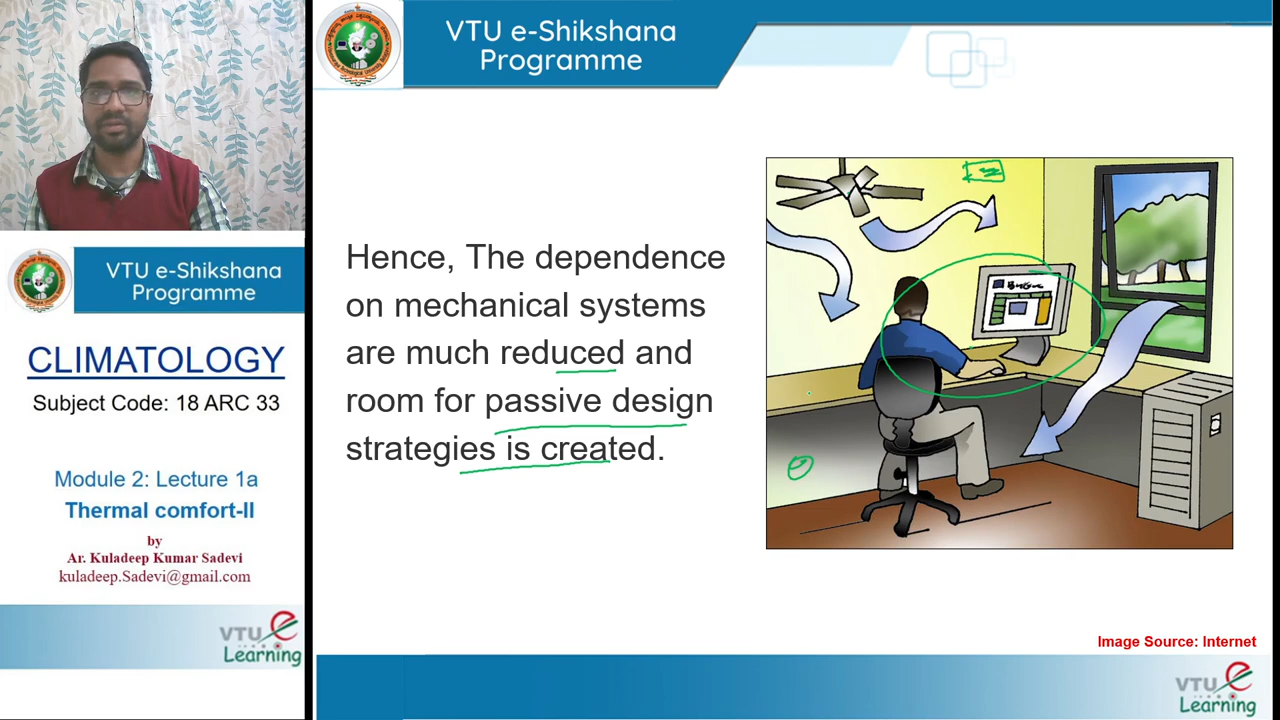 VTU e-Shikshana
Programme
CLIMATOLOGY
Subject Code: 18 ARC 33
Module 2: Lecture 1a
Thermal comfort-II
by
Ar. Kuladeep Kumar Sadevi
kuladeep.Sadevi@gmail.com
VTU e
Learning
VTU e-Shikshana
Programme
Hence, The dependence
on mechanical systems
are much reduced and
room for passive design
strategies is created.
Image Source: Internet
VTU e
Learning